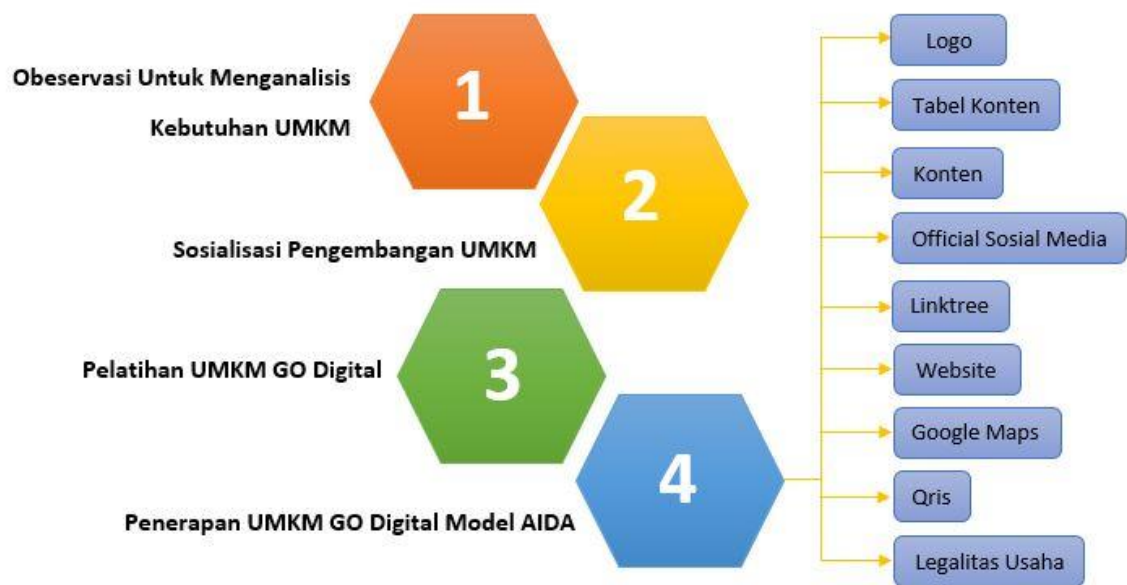 Obeservasi Untuk Menganalisis
Kebutuhan UMKM
1
2
Sosialisasi Pengembangan UMKM
Pelatihan UMKM GO Digital
3
4
Penerapan UMKM GO Digital Model AIDA
Logo
Tabel Konten
Konten
Official Sosial Media
Linktree
Website
Google Maps
Qris
Legalitas Usaha